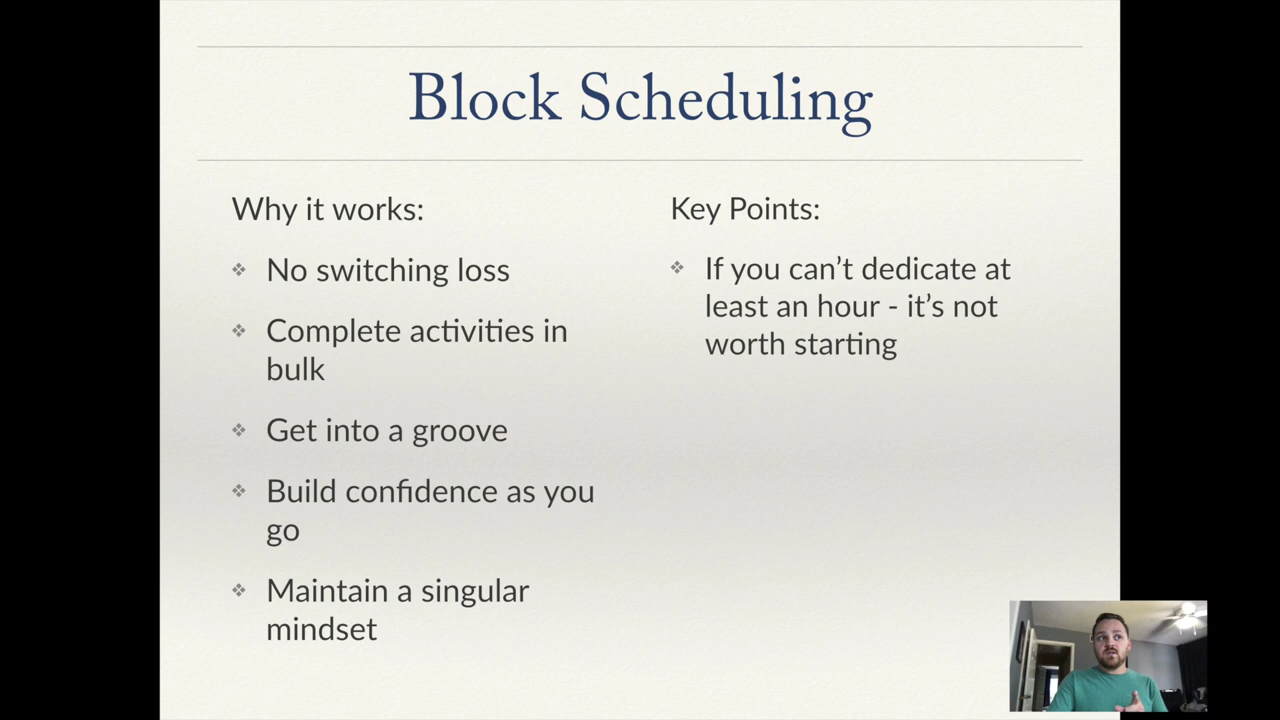 Block Scheduling
Why it works:
No switching loss
Complete activities in
bulk
Get into a groove
Build confidence as you
go
Maintain a singular
mindset
Key Points:
If you can’t dedicate at
least an hour - it’s not
worth starting